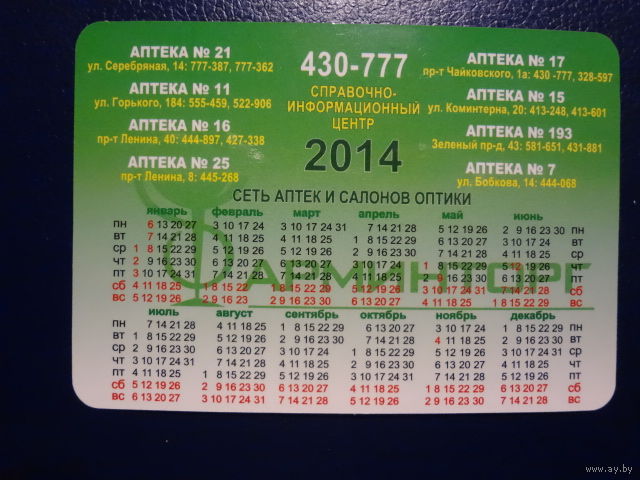 АПТЕКА № 21
ул. Серебряная, 14: 777-387, 777-362
АПТЕКА № 11
ул. Горького, 184: 555-459, 522-906
АПТЕКА № 16
пр-т Ленина, 40: 444-897, 427-338
АПТЕКА № 25
пр-т Ленина, 8: 445-268
430-777
СПРАВОЧНО-
ИНФОРМАЦИОННЫЙ
ЦЕНТР
2014
АПТЕКА № 17
пр-т Чайковского, 1а: 430 -777, 328-597
АПТЕКА № 15
ул. Коминтерна, 20: 413-248, 413-601
АПТЕКА № 193
Зеленый пр-д, 43: 581-651, 431-881
АПТЕКА № 7
ул. Бобкова, 14: 444-068
СЕТЬ АПТЕК И САЛОНОВ ОПТИКИ
январь февраль март апрель май июнь
пн 6 13 20 27 3 10 17 24 3 10 17 24 31 7 14 21 28 5 12 19 26 2 9 16 23 30 пн
вт 7 14 21 28 4 11 18 25 4 11 18 25 1 8 15 22 29 6 13 20 27 3 10 17 24 вт
ср 1 8 15 22 29 5 12 19 26 5 12 19 26 2 9 16 23 30 7 14 21 28 4 11 18 25 ср
чт 2 9 16 23 30 6 13 20 27 6 13 20 27 3 10 17 24 1 8 15 22 29 5 12 19 26 чт
пт 3 10 17 24 31 7 14 21 28 7 14 21 28 4 11 18 25 2 9 16 23 30 6 13 20 27 пт
сб 4 11 18 25 1 8 15 22 1 8 15 22 29 5 12 19 26 3 10 17 24 31 7 14 21 28 сб
вс 5 12 19 26 2 9 16 23 2 9 16 23 30 6 13 20 27 4 11 18 25 1 8 15 22 29 вс
АРМИЯ ТОРГ
июль август сентябрь октябрь ноябрь декабрь
пн 7 14 21 28 4 11 18 25 1 8 15 22 29 6 13 20 27 3 10 17 24 1 8 15 22 29 пн
вт 1 8 15 22 29 5 12 19 26 2 9 16 23 30 7 14 21 28 4 11 18 25 2 9 16 23 30 вт
ср 2 9 16 23 30 6 13 20 27 3 10 17 24 1 8 15 22 29 5 12 19 26 3 10 17 24 31 ср
чт 3 10 17 24 31 7 14 21 28 4 11 18 25 2 9 16 23 30 6 13 20 27 4 11 18 25 чт
пт 4 11 18 25 1 8 15 22 29 5 12 19 26 3 10 17 24 31 7 14 21 28 5 12 19 26 пт
сб 5 12 19 26 2 9 16 23 30 6 13 20 27 4 11 18 25 1 8 15 22 29 6 13 20 27 сб
вс 6 13 20 27 3 10 17 24 31 7 14 21 28 5 12 19 26 2 9 16 23 30 7 14 21 28 вс
www.ay.by